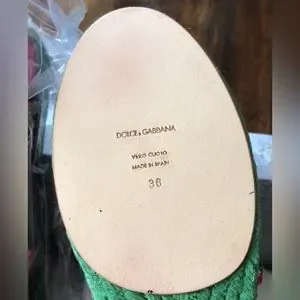 DOLCE & GABBANA
VERO CUOIO
MADE IN SPAIN
36